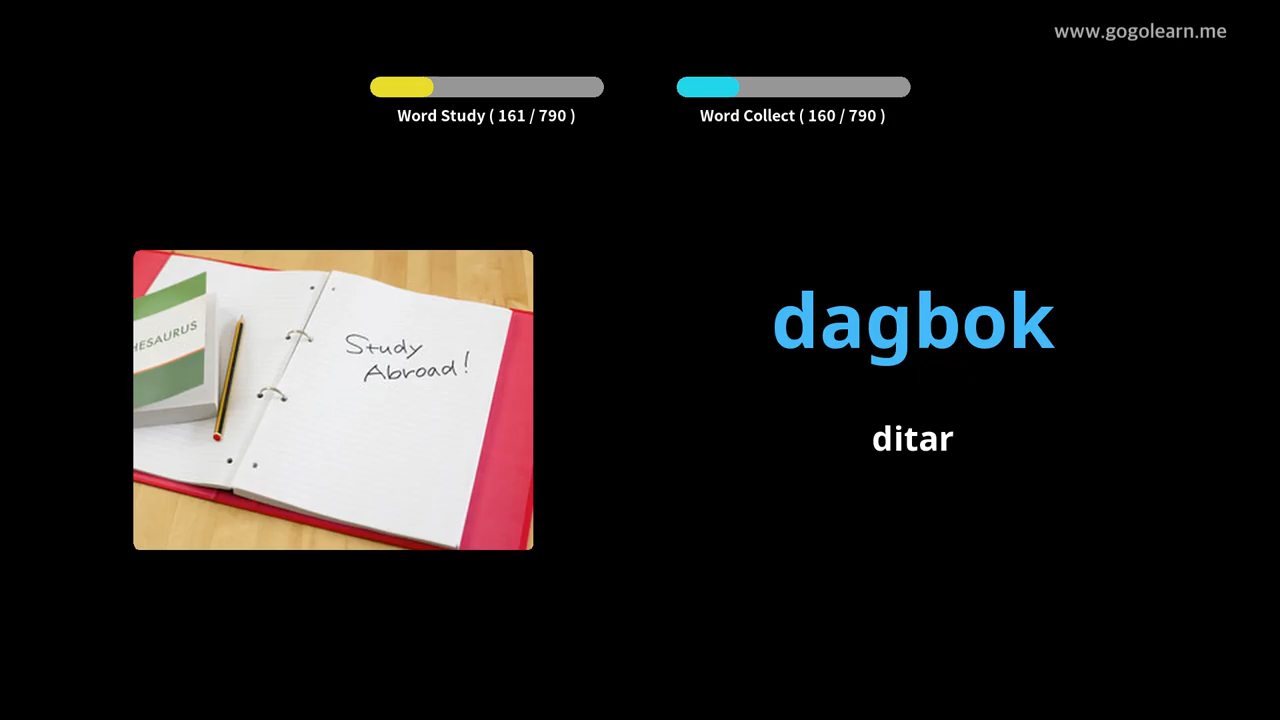 www.gogolearn.me
Word Study ( 161 / 790 )
Word Collect ( 160 / 790 )
HESAURUS
Study
Abroad!
dagbok
ditar